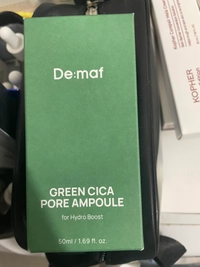 De:maf
GREEN CICA
PORE AMPOULE
for Hydro Boost
50ml / 1.69 fl. oz.
KOPHER